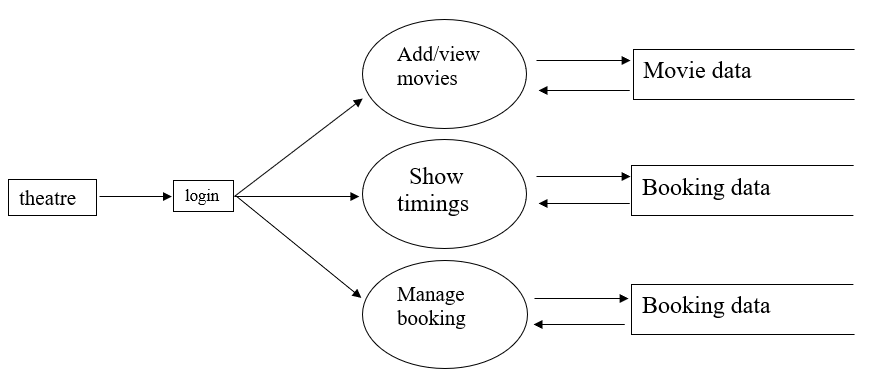 Add/view
movies
Movie data
theatre
login
Show
timings
Booking data
Manage
booking
Booking data